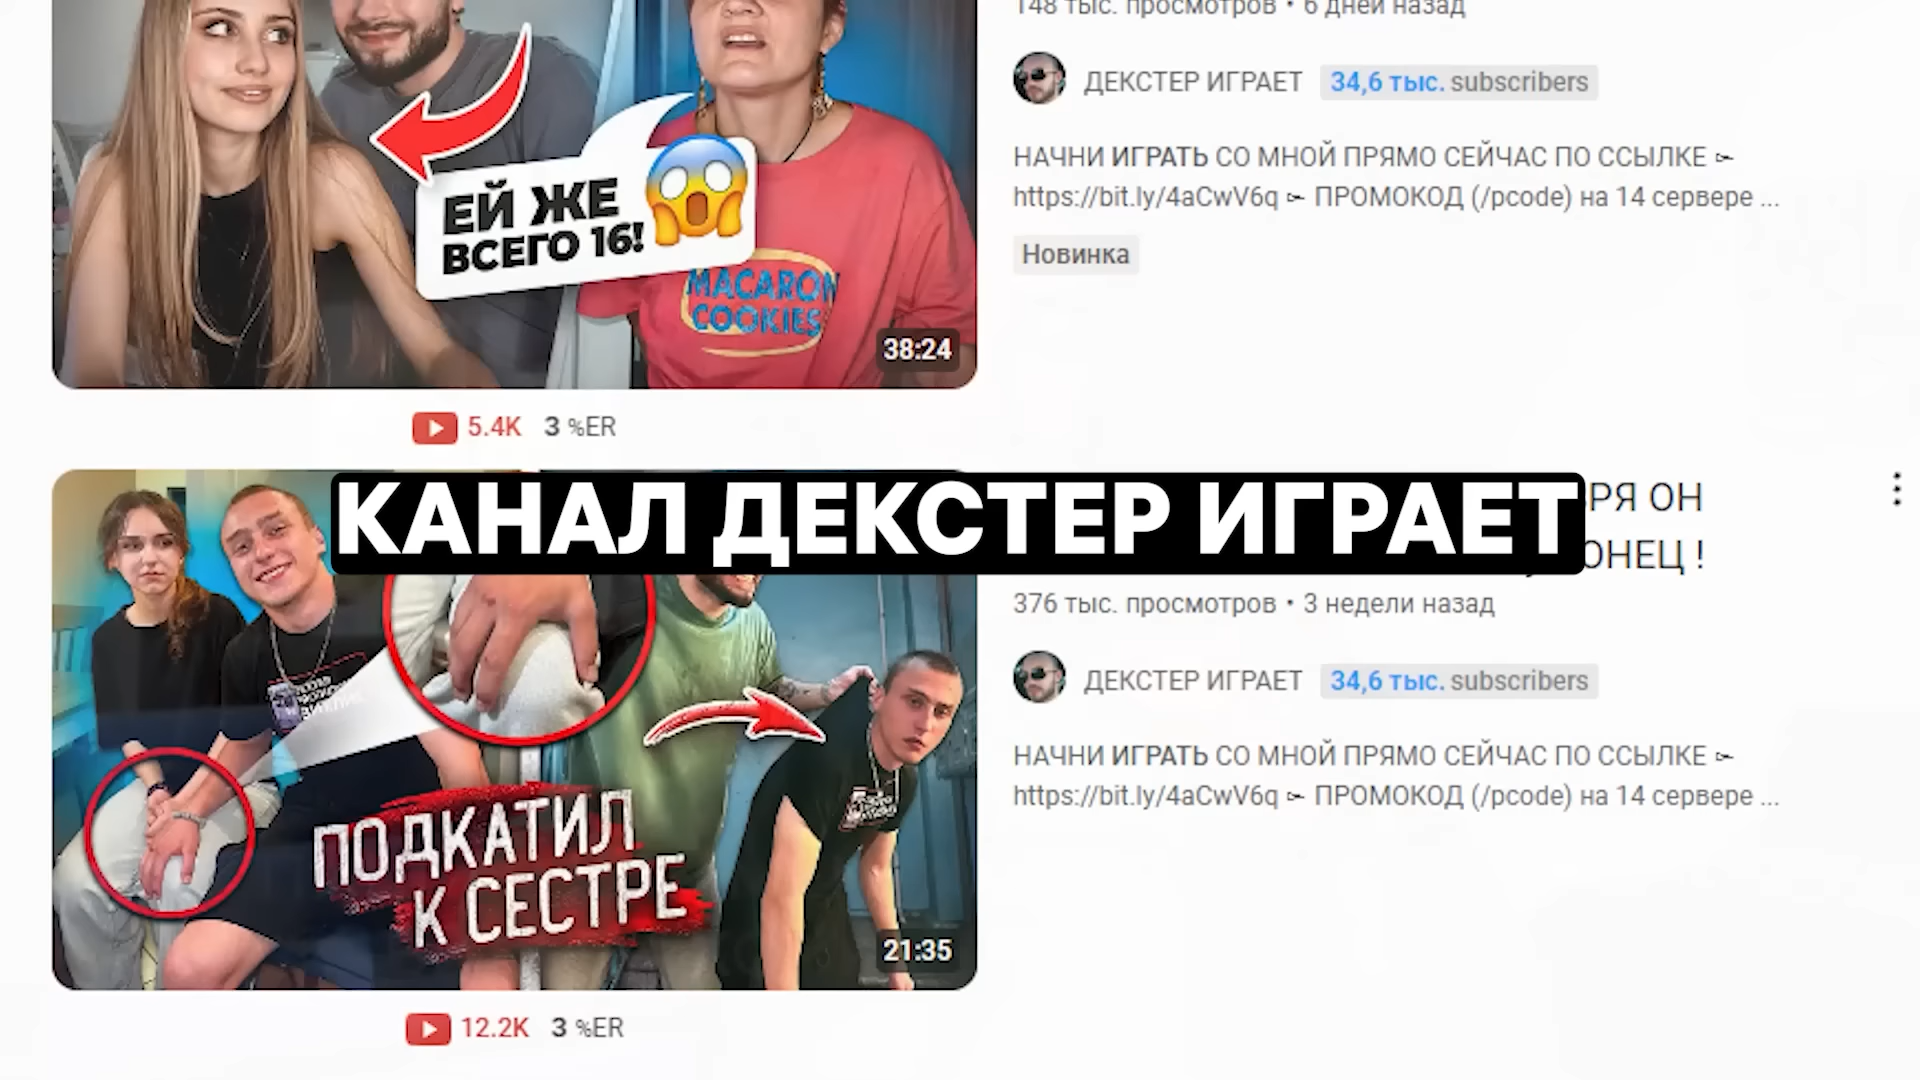 148 тыс. просмотров • 6 дней назад
ДЕКСТЕР ИГРАЕТ 34,6 тыс. subscribers
НАЧНИ ИГРАТЬ СО МНОЙ ПРЯМО СЕЙЧАС ПО ССЫЛКЕ
https://bit.ly/4aCwV6q ПРОМОКОД (/pcode) на 14 сервере ...
Новинка
ЕЙ ЖЕ
ВСЕГО 16!
MACARON
COOKIES
38:24
5.4K 3 %ER
КАНАЛ ДЕКСТЕР ИГРАЕТ
РЯ ОН
ОНЕЦ !
376 тыс. просмотров • 3 недели назад
ДЕКСТЕР ИГРАЕТ 34,6 тыс. subscribers
НАЧНИ ИГРАТЬ СО МНОЙ ПРЯМО СЕЙЧАС ПО ССЫЛКЕ
https://bit.ly/4aCwV6q ПРОМОКОД (/pcode) на 14 сервере ...
ПОДКАТИЛ
К СЕСТРЕ
21:35
12.2K 3 %ER